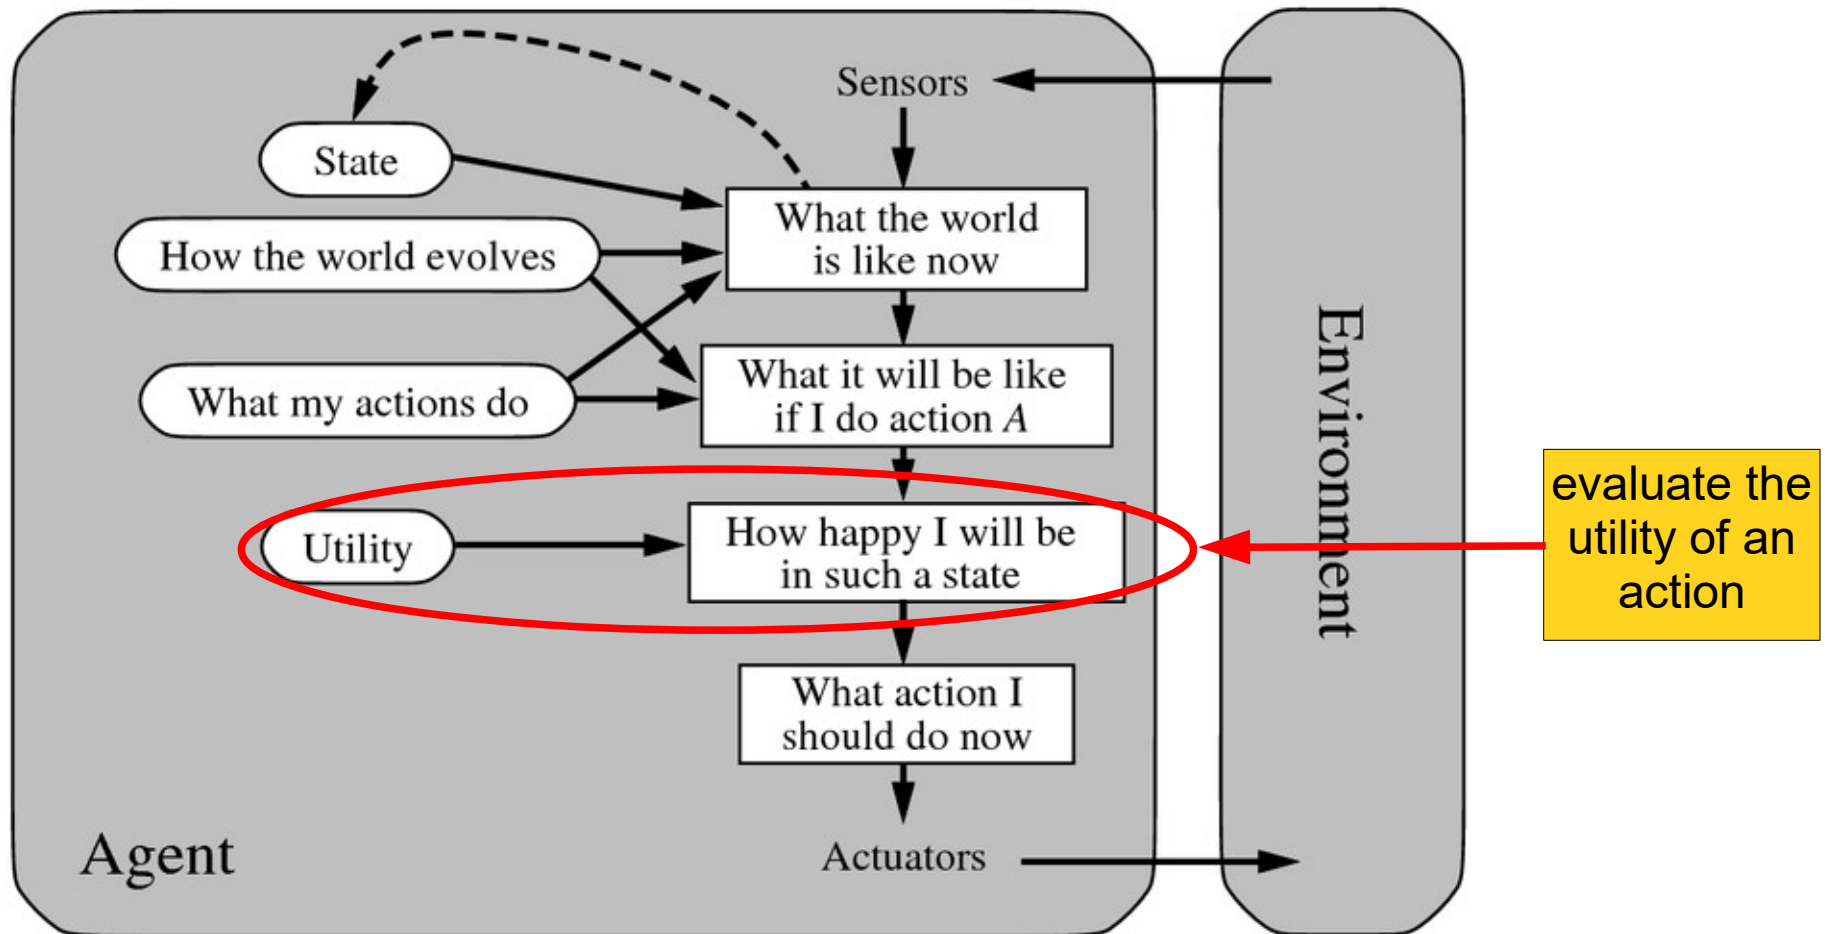 Sensors
State
What the world
is like now
How the world evolves
What it will be like
if I do action A
What my actions do
Environment
evaluate the
utility of an
action
Utility
How happy I will be
in such a state
What action I
should do now
Agent
Actuators